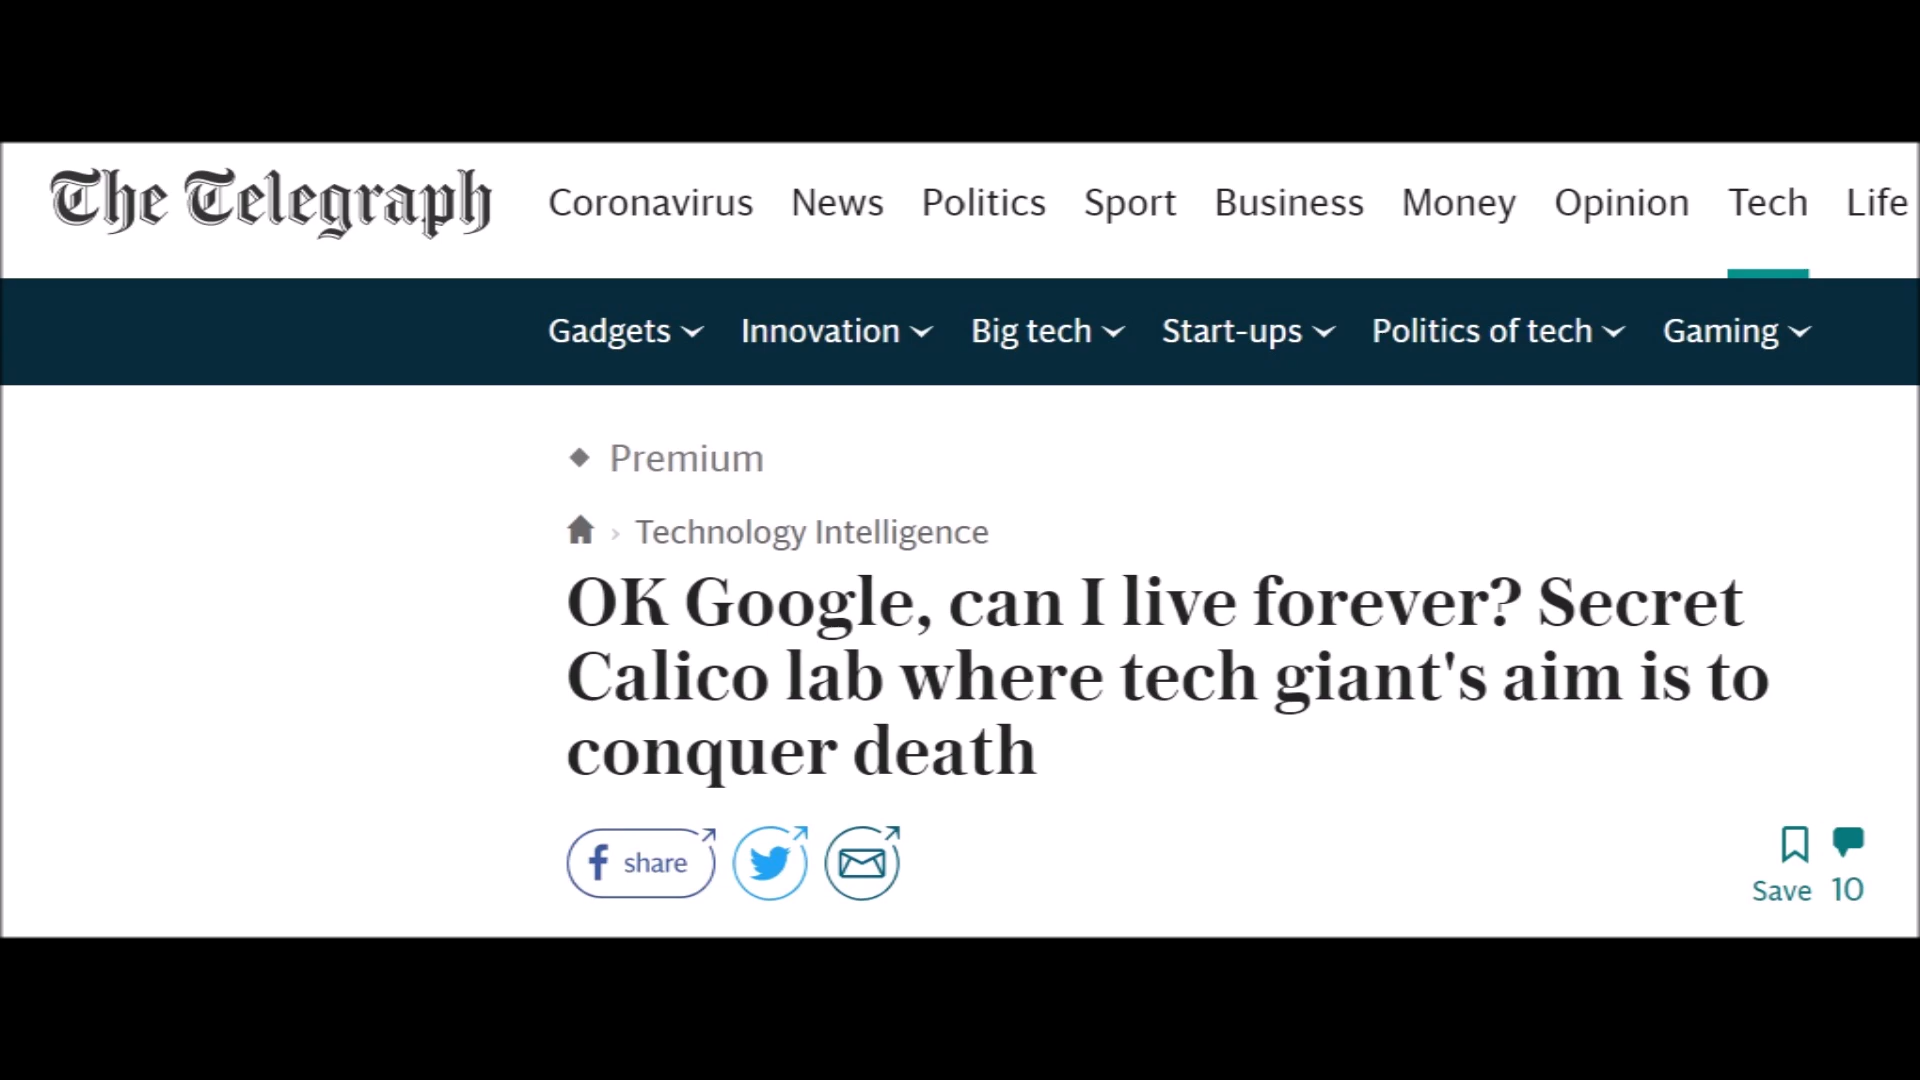 The Telegraph Coronavirus News Politics Sport Business Money Opinion Tech Life
Gadgets Innovation Big tech Start-ups Politics of tech Gaming
Premium
Technology Intelligence
OK Google, can I live forever? Secret
Calico lab where tech giant's aim is to
conquer death
share
Save 10